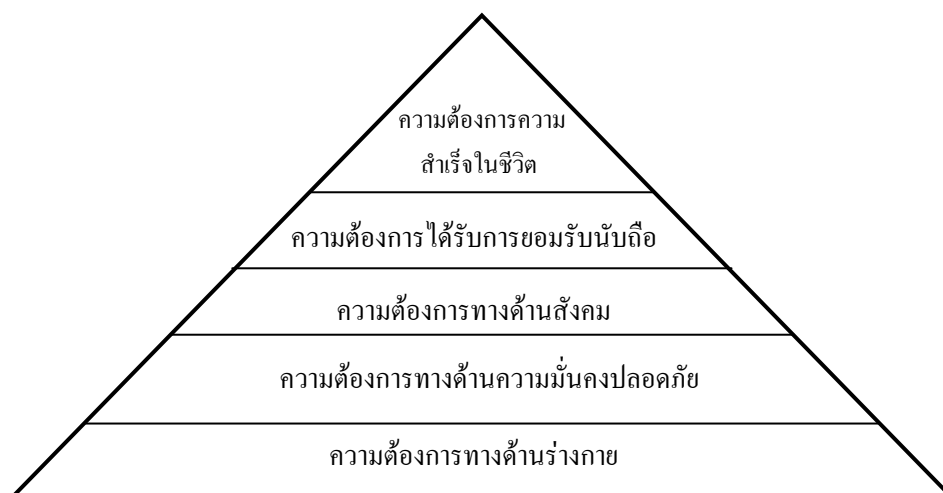 ความต้องการความ
สำเร็จในชีวิต
ความต้องการได้รับการยอมรับนับถือ
ความต้องการทางด้านสังคม
ความต้องการทางด้านความมั่นคงปลอดภัย
ความต้องการทางด้านร่างกาย